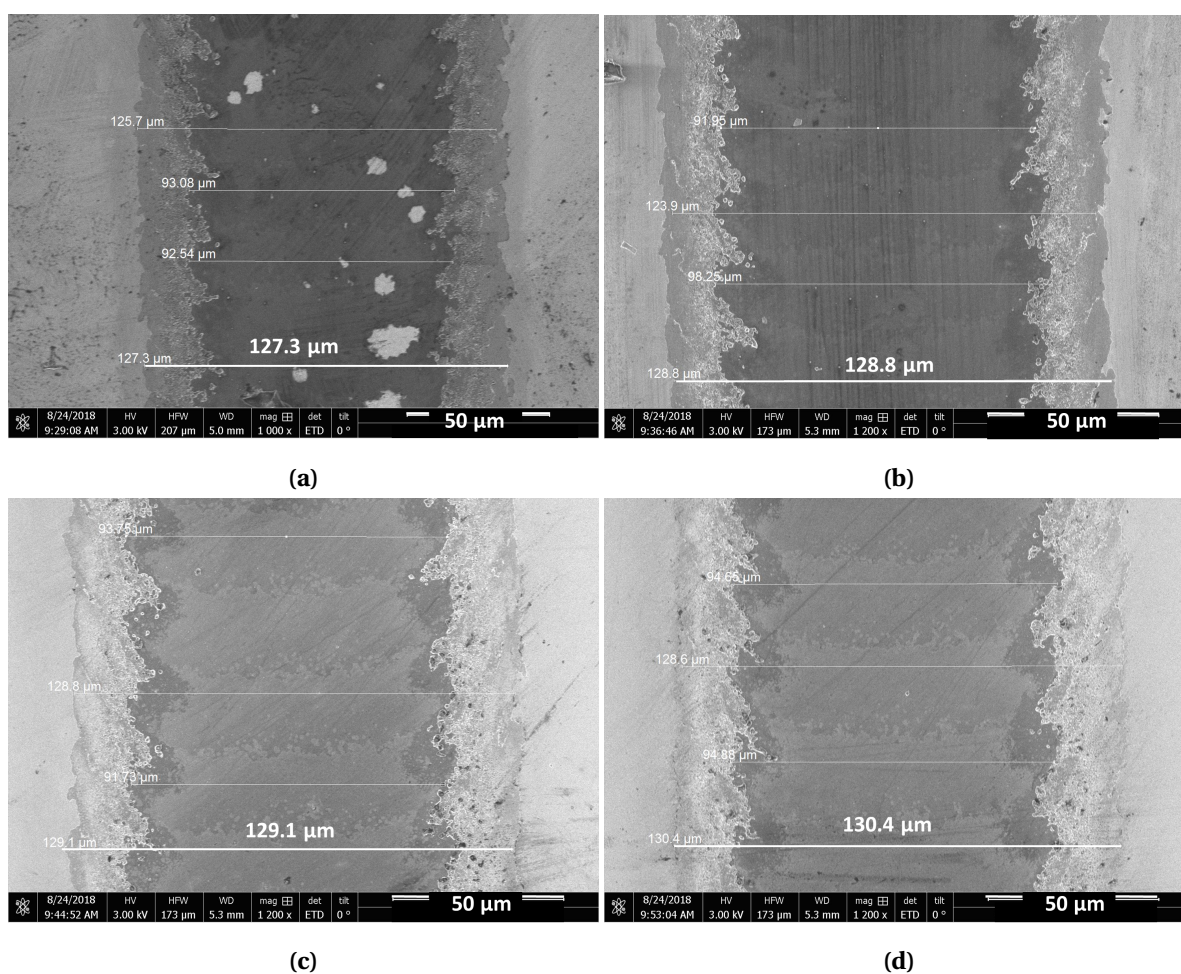 125.7 µm
93.08 µm
92.54 µm
127.3 µm
127.3 µm
8/24/2018 HV HFW WD mag det tilt 50 µm
9:29:08 AM 3.00 kV 207 µm 5.0 mm 1 000 x ETD 0 °
(a)
91.95 µm
123.9 µm
98.25 µm
128.8 µm
128.8 µm
8/24/2018 HV HFW WD mag det tilt 50 µm
9:36:46 AM 3.00 kV 173 µm 5.3 mm 1 200 x ETD 0 °
(b)
93.75 µm
128.8 µm
91.73 µm
129.1 µm
129.1 µm
8/24/2018 HV HFW WD mag det tilt 50 µm
9:44:52 AM 3.00 kV 173 µm 5.3 mm 1 200 x ETD 0 °
(c)
94.65 µm
128.6 µm
94.88 µm
130.4 µm
130.4 µm
8/24/2018 HV HFW WD mag det tilt 50 µm
9:53:04 AM 3.00 kV 173 µm 5.3 mm 1 200 x ETD 0 °
(d)